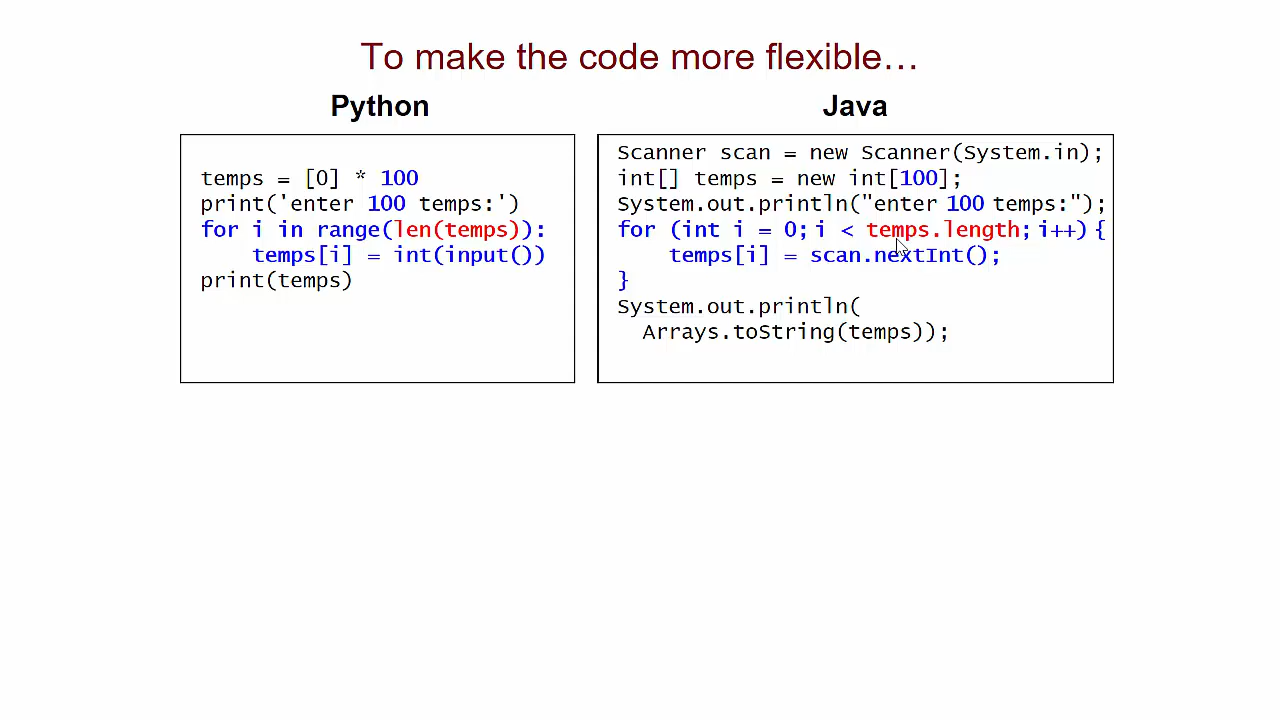 To make the code more flexible…
Python
temps = [0] * 100
print('enter 100 temps:')
for i in range(len(temps)):
    temps[i] = int(input())
print(temps)
Java
Scanner scan = new Scanner(System.in);
int[] temps = new int[100];
System.out.println("enter 100 temps:");
for (int i = 0; i < temps.length; i++) {
    temps[i] = scan.nextInt();
}
System.out.println(
  Arrays.toString(temps));